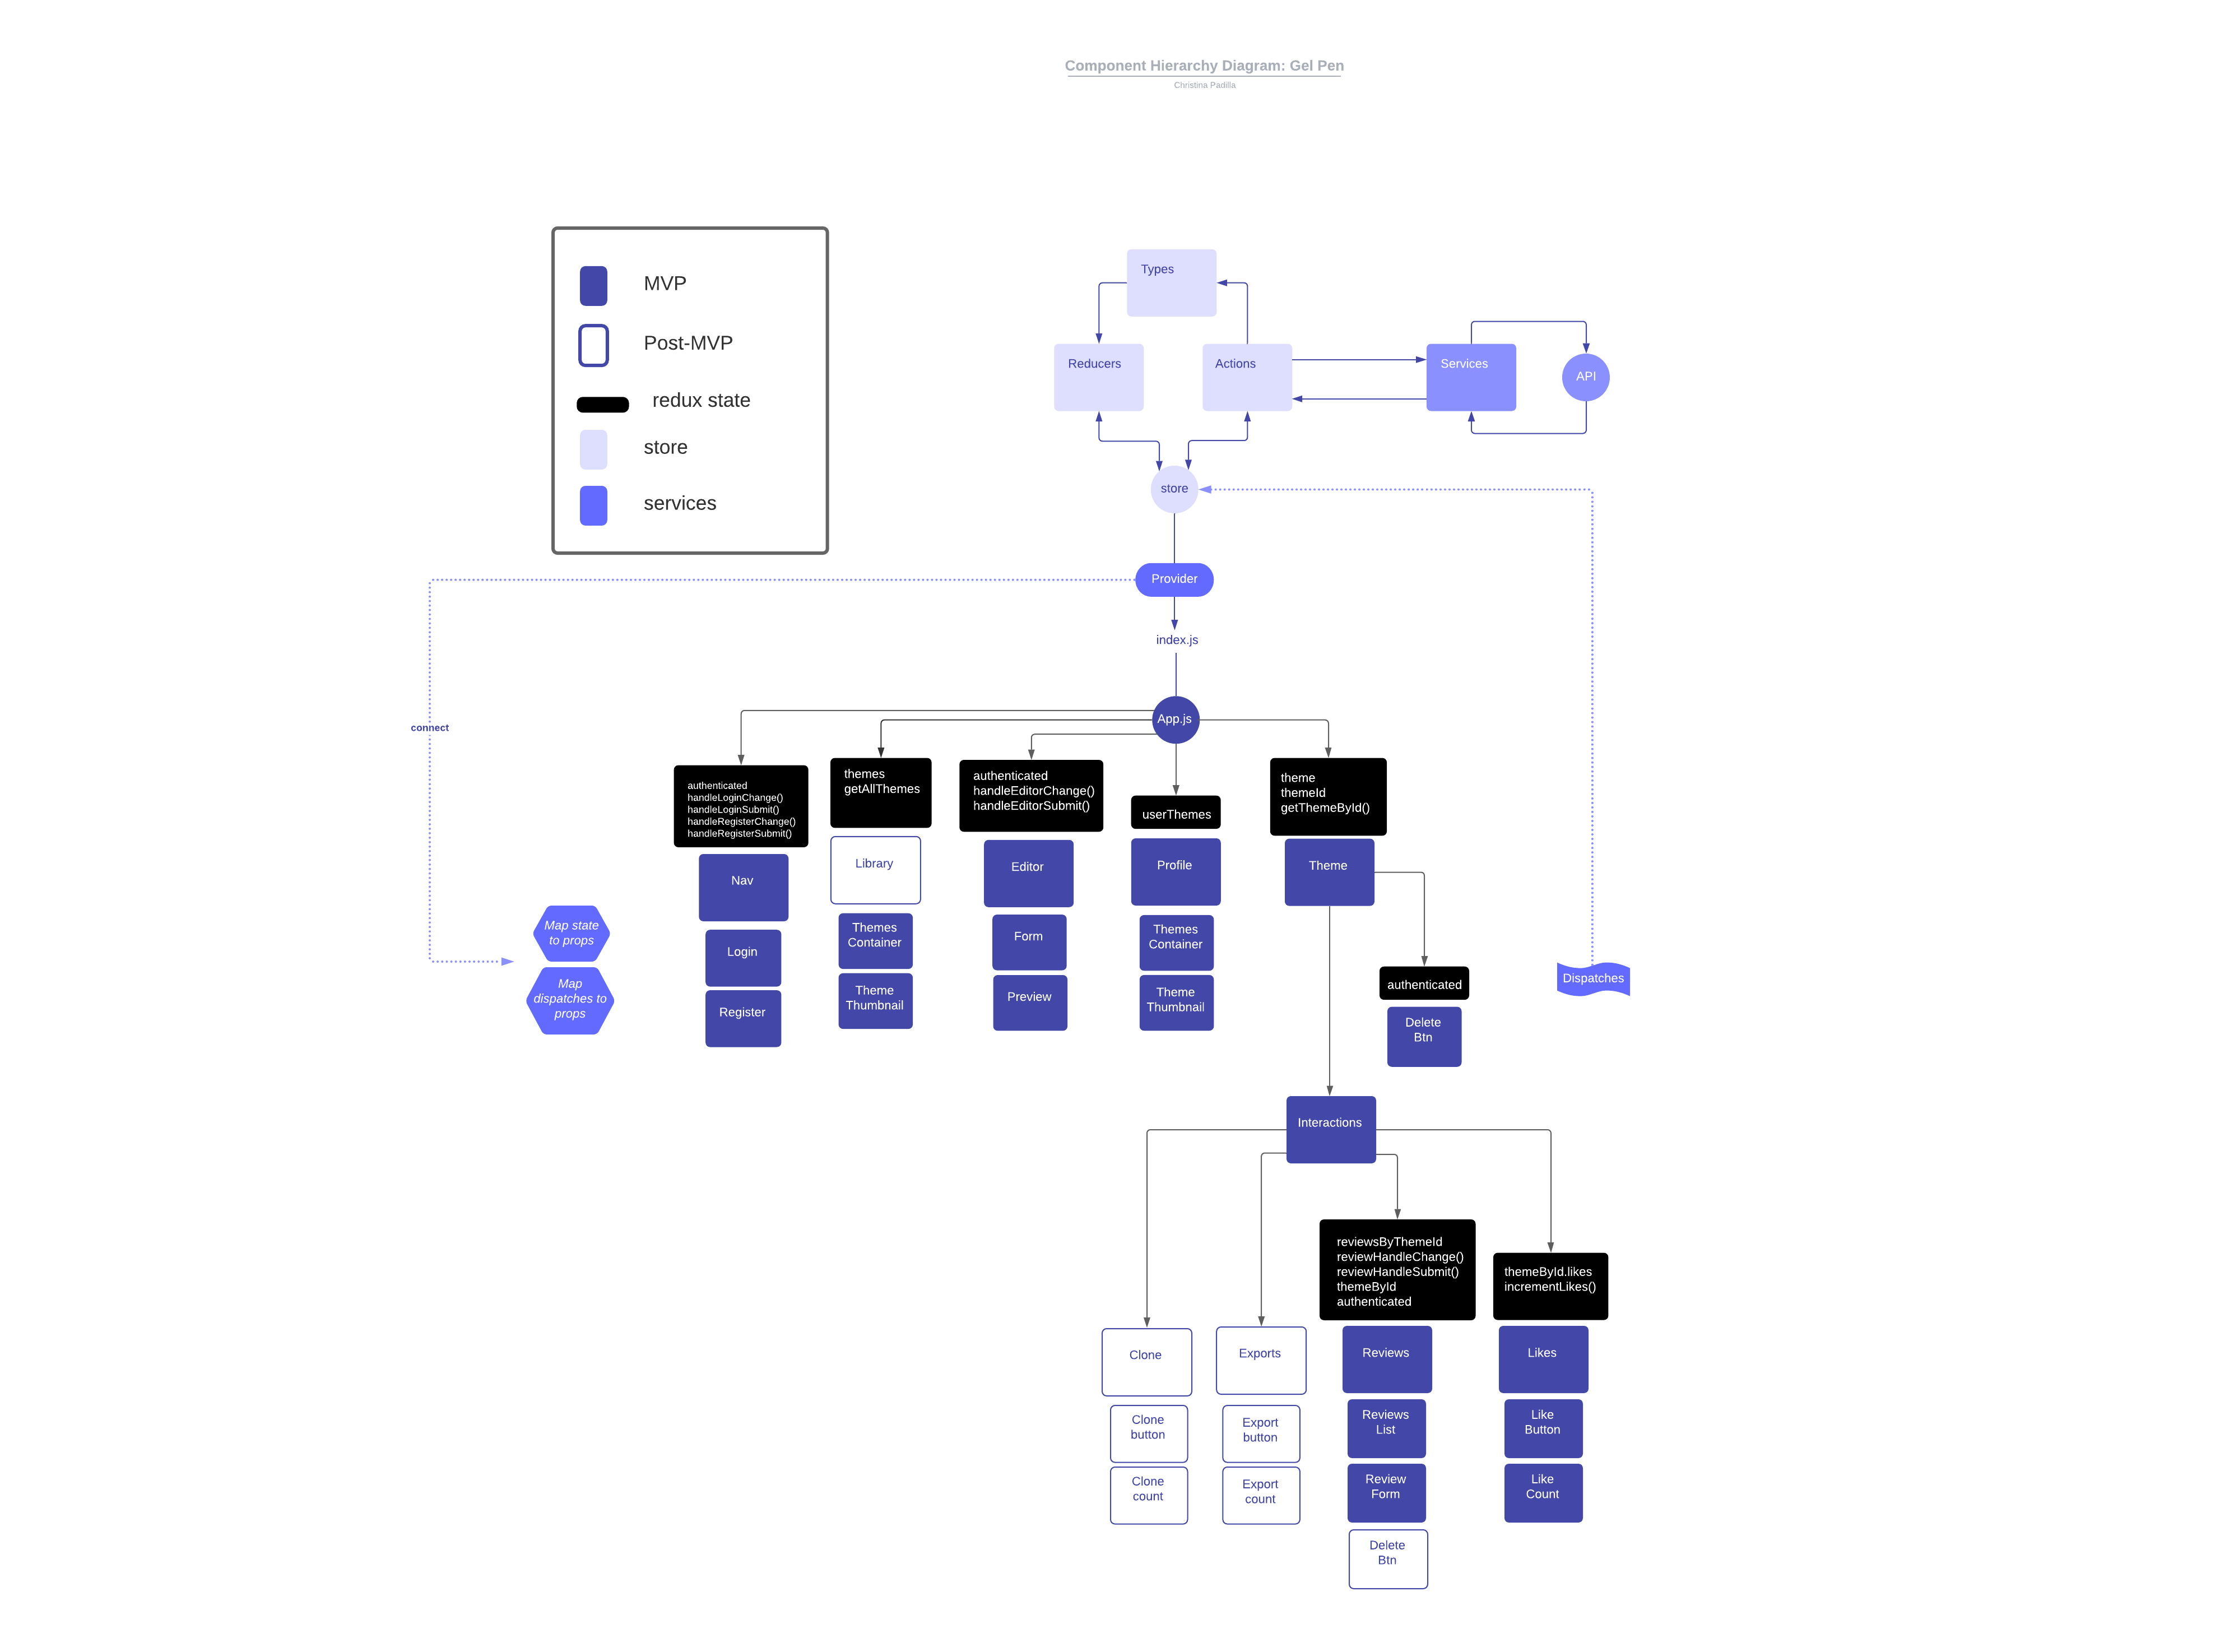 Component Hierarchy Diagram: Gel Pen
Christina Padilla
MVP
Post-MVP
redux state
store
services
Types
Reducers
Actions
Services
API
store
Provider
index.js
connect
App.js
authenticated
handleLoginChange()
handleLoginSubmit()
handleRegisterChange()
handleRegisterSubmit()
Nav
Login
Register
themes
getAllThemes
Library
Themes
Container
Theme
Thumbnail
authenticated
handleEditorChange()
handleEditorSubmit()
Editor
Form
Preview
userThemes
Profile
Themes
Container
Theme
Thumbnail
theme
themeId
getThemeById()
Theme
authenticated
Delete
Btn
Map state
to props
Map
dispatches to
props
Dispatches
Interactions
Clone
Clone
button
Clone
count
Exports
Export
button
Export
count
reviewsByThemeId
reviewHandleChange()
reviewHandleSubmit()
themeById
authenticated
Reviews
Reviews
List
Review
Form
Delete
Btn
themeById.likes
incrementLikes()
Likes
Like
Button
Like
Count